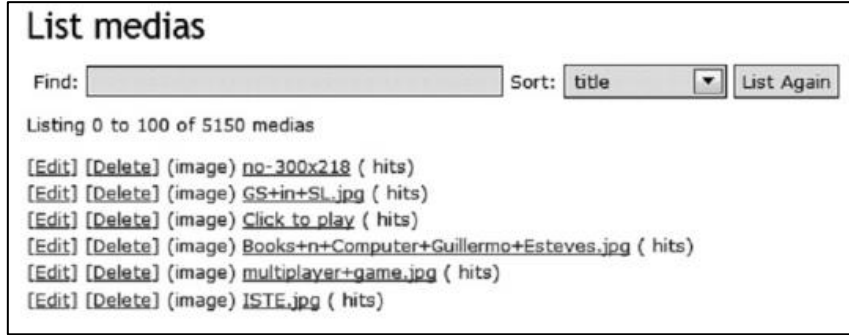 List medias
Find: Sort: title List Again
Listing 0 to 100 of 5150 medias
[Edit] [Delete] (image) no-300x218 ( hits)
[Edit] [Delete] (image) GS+in+SL.jpg ( hits)
[Edit] [Delete] (image) Click to play ( hits)
[Edit] [Delete] (image) Books+n+Computer+Guillermo+Esteves.jpg ( hits)
[Edit] [Delete] (image) multiplayer+game.jpg ( hits)
[Edit] [Delete] (image) ISTE.jpg ( hits)